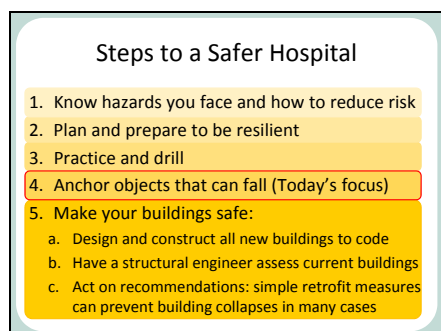 Steps to a Safer Hospital
1. Know hazards you face and how to reduce risk
2. Plan and prepare to be resilient
3. Practice and drill
4. Anchor objects that can fall (Today's focus)
5. Make your buildings safe:
a. Design and construct all new buildings to code
b. Have a structural engineer assess current buildings
c. Act on recommendations: simple retrofit measures
can prevent building collapses in many cases